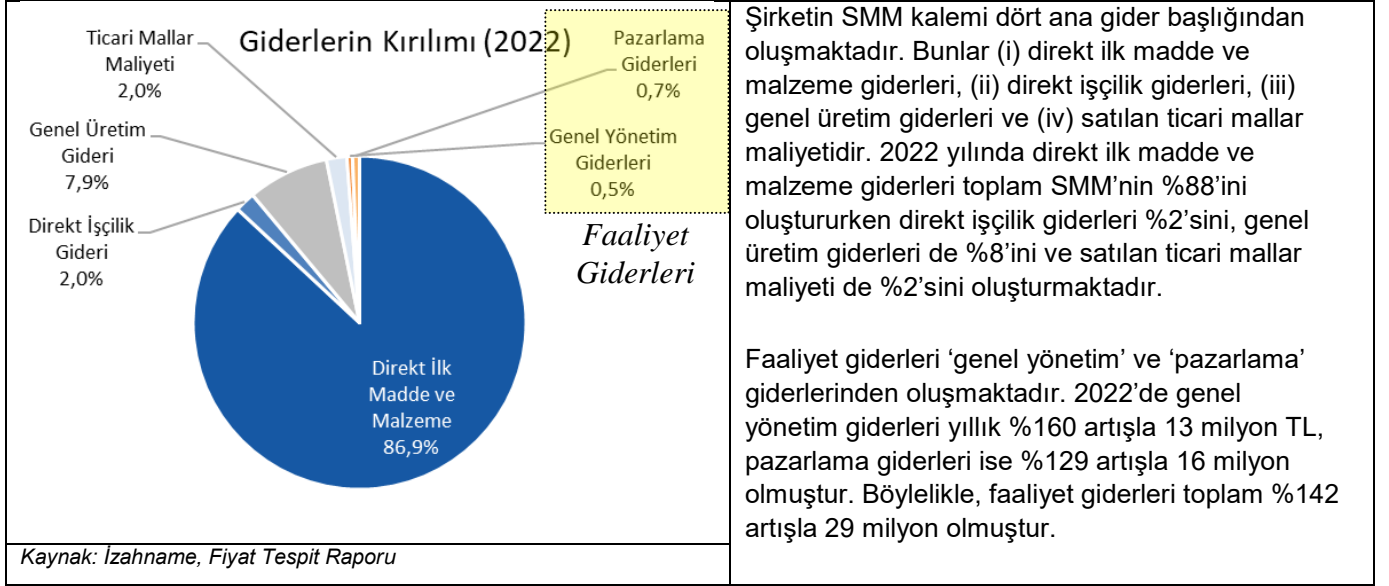 Giderlerin Kırılımı (2022)
Ticari Mallar
Maliyeti
2,0%
Genel Üretim
Gideri
7,9%
Direkt İşçilik
Gideri
2,0%
Pazarlama
Giderleri
0,7%
Genel Yönetim
Giderleri
0,5%
Faaliyet
Giderleri
Direkt İlk
Madde ve
Malzeme
86,9%
Kaynak: İzahname, Fiyat Tespit Raporu
Şirketin SMM kalemi dört ana gider başlığından
oluşmaktadır. Bunlar (i) direkt ilk madde ve
malzeme giderleri, (ii) direkt işçilik giderleri, (iii)
genel üretim giderleri ve (iv) satılan ticari mallar
maliyetidir. 2022 yılında direkt ilk madde ve
malzeme giderleri toplam SMM’nin %88’ini
oluştururken direkt işçilik giderleri %2’sini, genel
üretim giderleri de %8’ini ve satılan ticari mallar
maliyeti de %2’sini oluşturmaktadır.
Faaliyet giderleri ‘genel yönetim’ ve ‘pazarlama’
giderlerinden oluşmaktadır. 2022’de genel
yönetim giderleri yıllık %160 artışla 13 milyon TL,
pazarlama giderleri ise %129 artışla 16 milyon
olmuştur. Böylelikle, faaliyet giderleri toplam %142
artışla 29 milyon olmuştur.